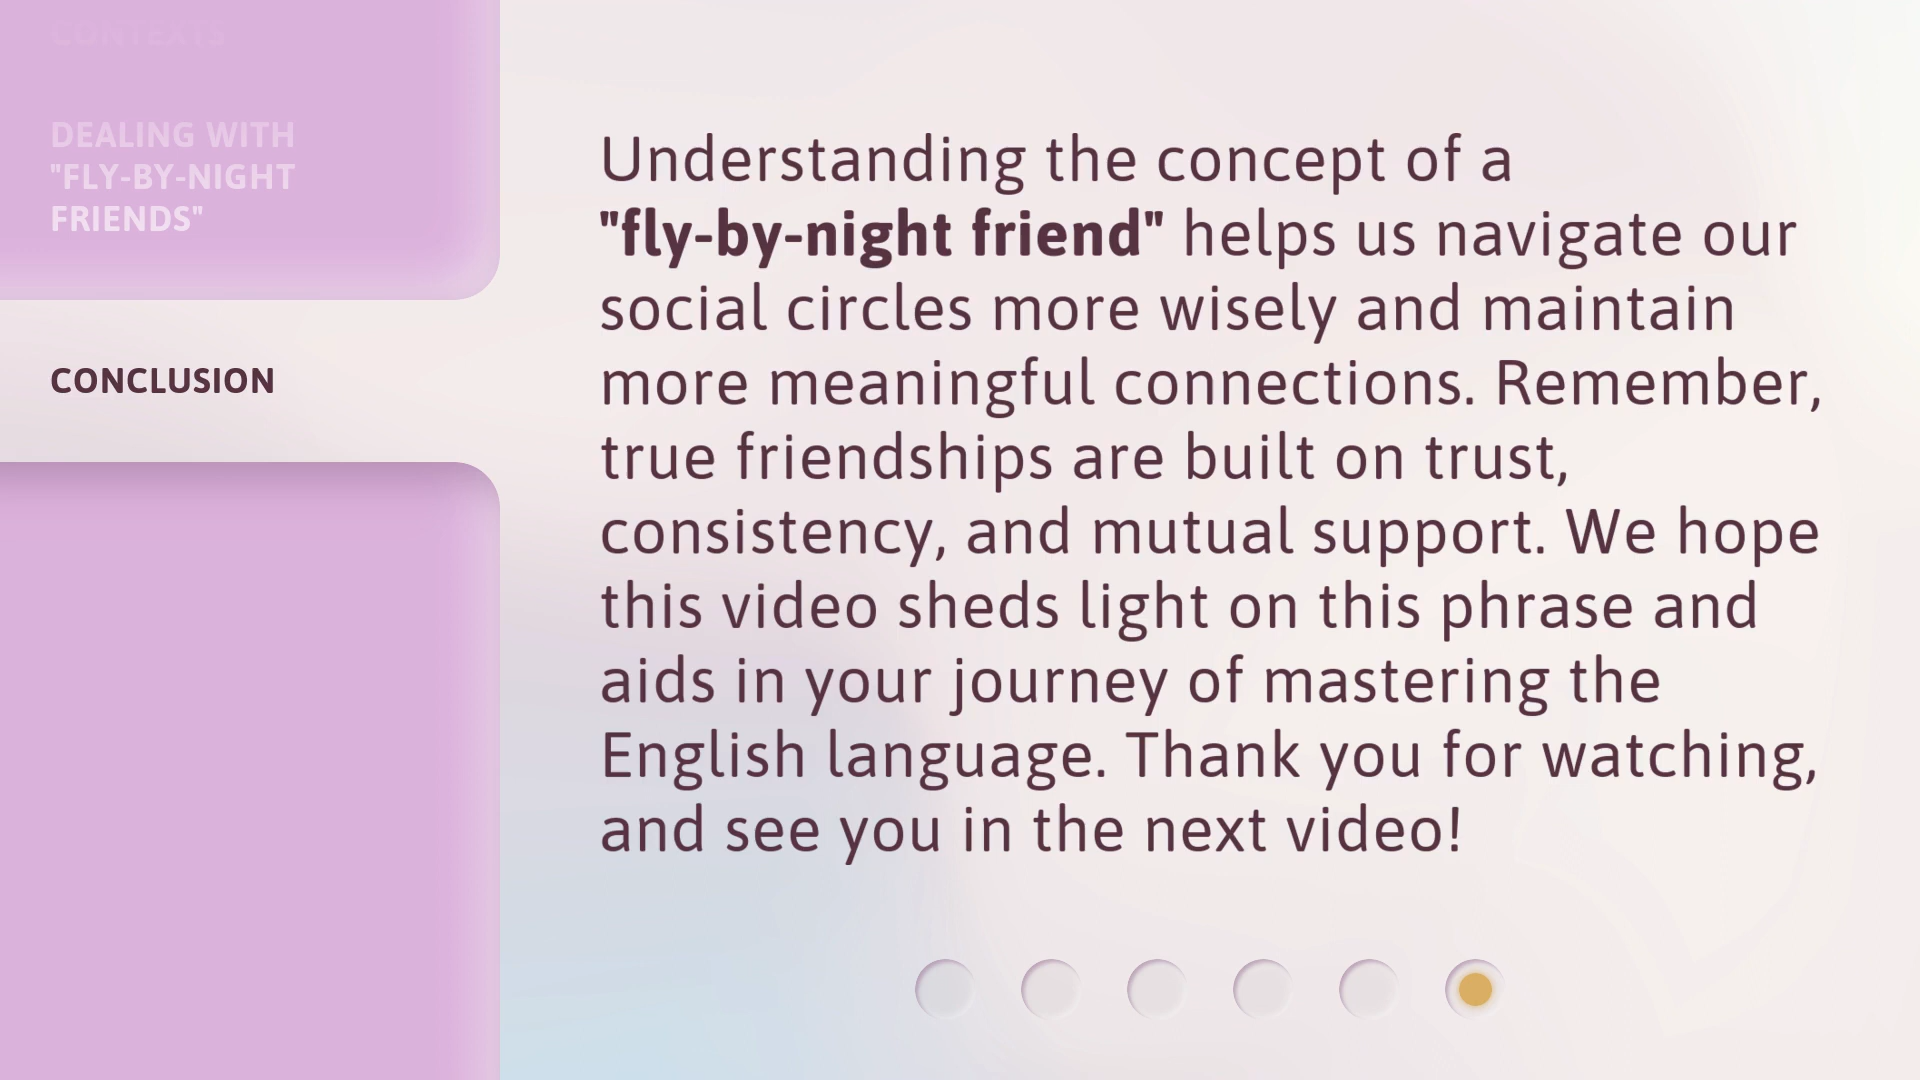 CONTEXTS
DEALING WITH
"FLY-BY-NIGHT
FRIENDS"
CONCLUSION
Understanding the concept of a
"fly-by-night friend" helps us navigate our
social circles more wisely and maintain
more meaningful connections. Remember,
true friendships are built on trust,
consistency, and mutual support. We hope
this video sheds light on this phrase and
aids in your journey of mastering the
English language. Thank you for watching,
and see you in the next video!